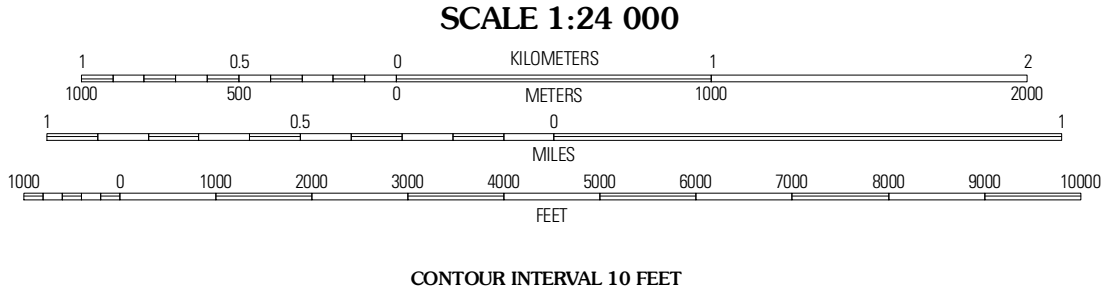 SCALE 1:24 000
1 0.5 0 KILOMETERS 1 2
1000 500 0 METERS 1000 2000
1 0.5 0 1
MILES
1000 0 1000 2000 3000 4000 5000 6000 7000 8000 9000 10000
FEET
CONTOUR INTERVAL 10 FEET